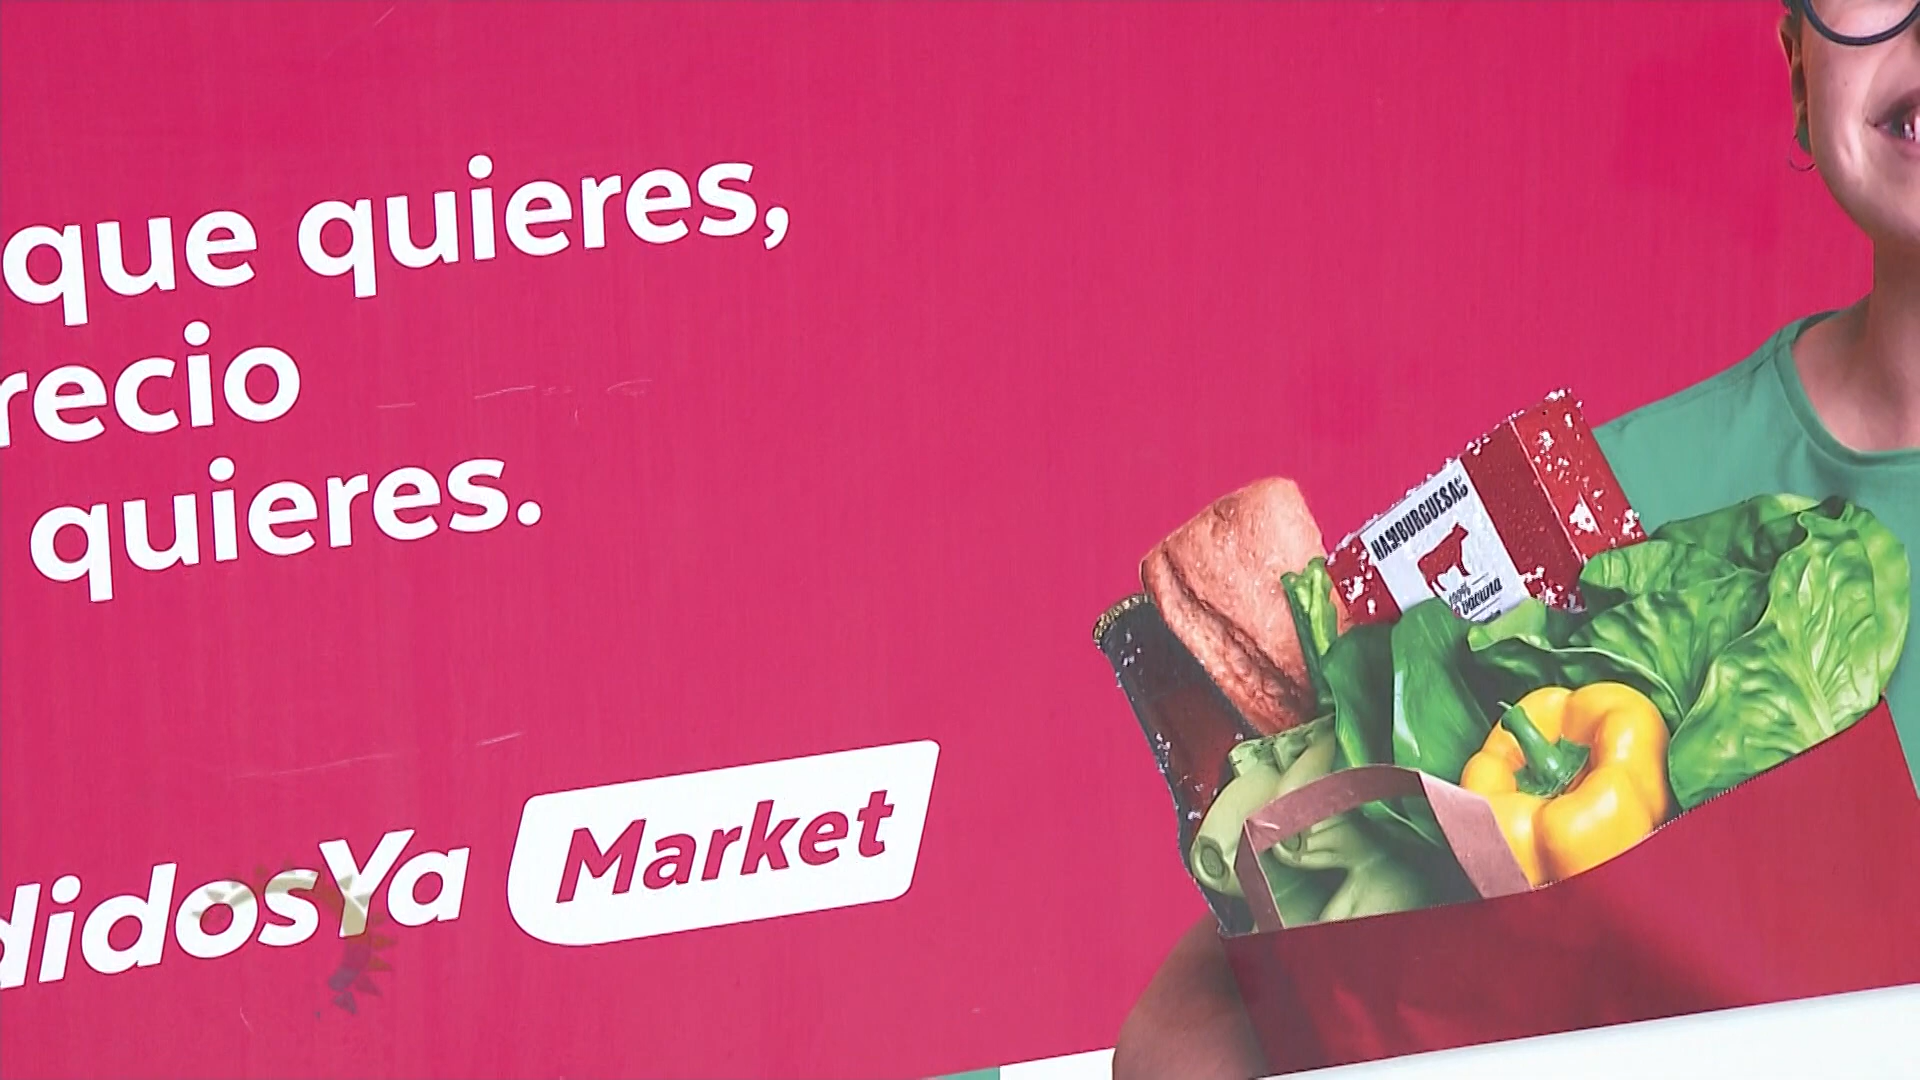 que quieres,
recio
quieres.
didosYa Market
HAMBURGUESAS
100%
vacuna